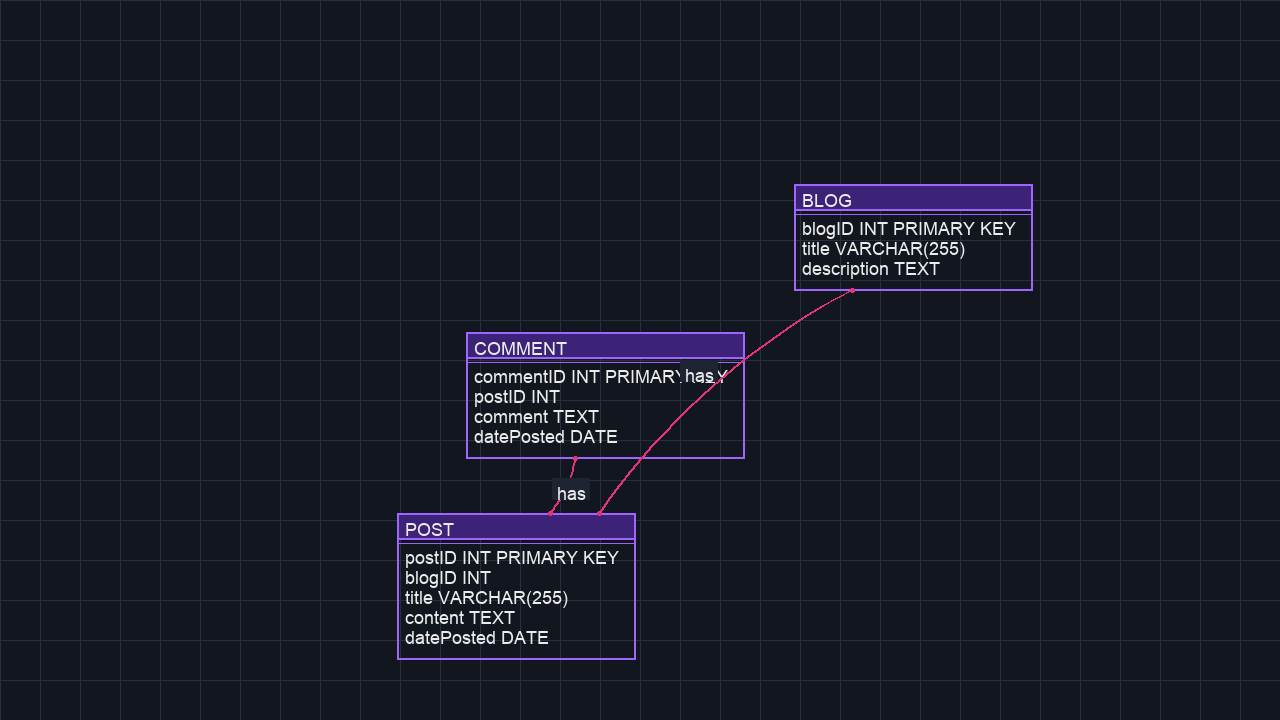 BLOG
blogID INT PRIMARY KEY
title VARCHAR(255)
description TEXT
COMMENT
commentID INT PRIMARY
has
postID INT
comment TEXT
datePosted DATE
has
POST
postID INT PRIMARY KEY
blogID INT
title VARCHAR(255)
content TEXT
datePosted DATE